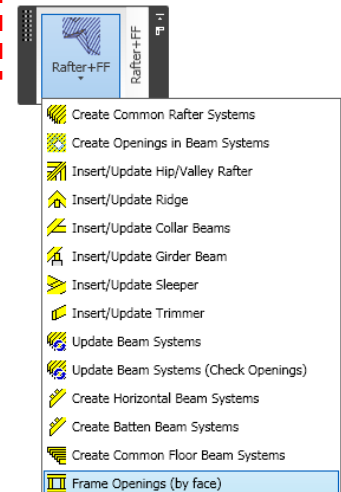 Rafter+FF
Rafter+FF
Create Common Rafter Systems
Create Openings in Beam Systems
Insert/Update Hip/Valley Rafter
Insert/Update Ridge
Insert/Update Collar Beams
Insert/Update Girder Beam
Insert/Update Sleeper
Insert/Update Trimmer
Update Beam Systems
Update Beam Systems (Check Openings)
Create Horizontal Beam Systems
Create Batten Beam Systems
Create Common Floor Beam Systems
Frame Openings (by face)